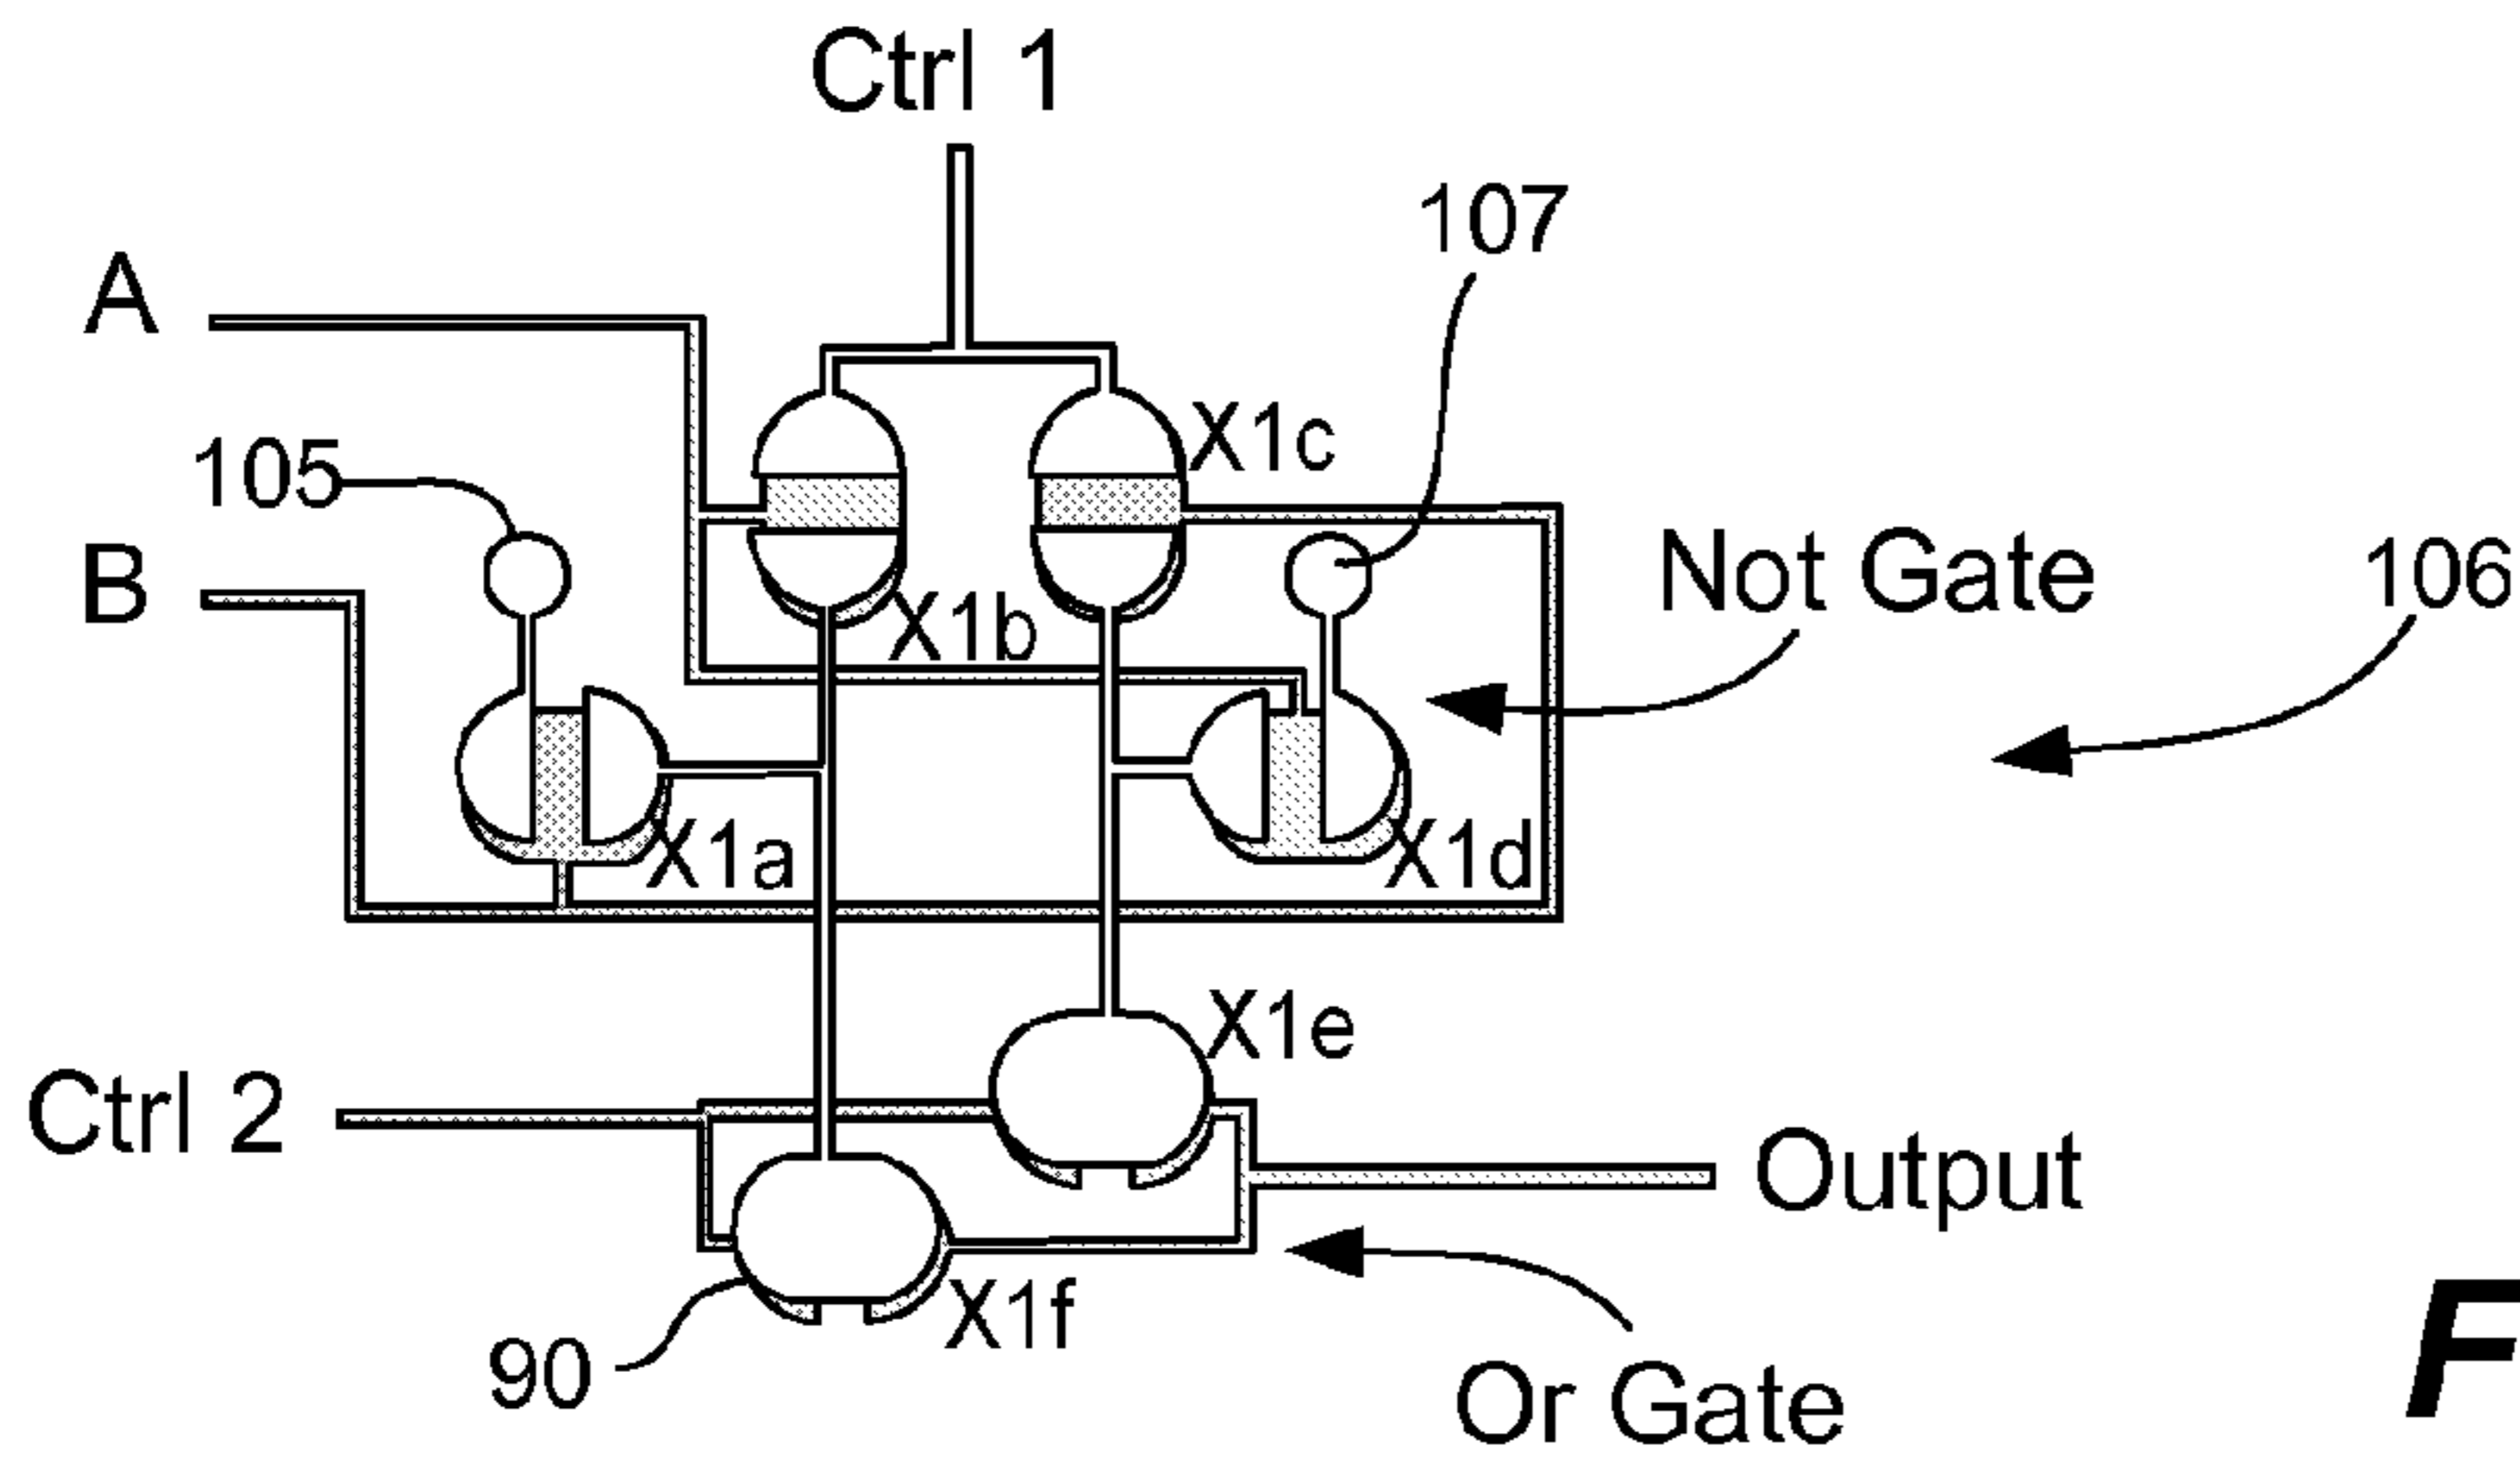 Ctrl 1
107
A
X1c
105
Not Gate
106
B
X1b
X1a
X1d
X1e
Ctrl 2
Output
X1f
90
Or Gate
F